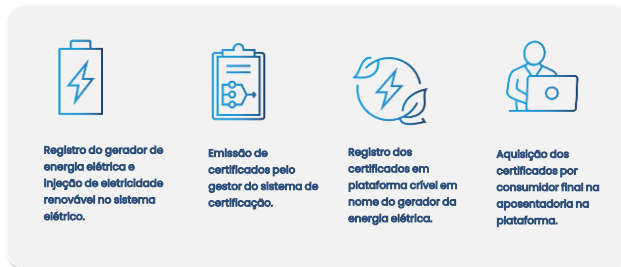 Registro do gerador de
energia elétrica e
injeção de eletricidade
renovável no sistema
elétrico.
Emissão de
certificados pelo
gestor do sistema de
certificação.
Registro dos
certificados em
plataforma crível em
nome do gerador da
energia elétrica.
Aquisição dos
certificados por
consumidor final na
aposentadoria na
plataforma.